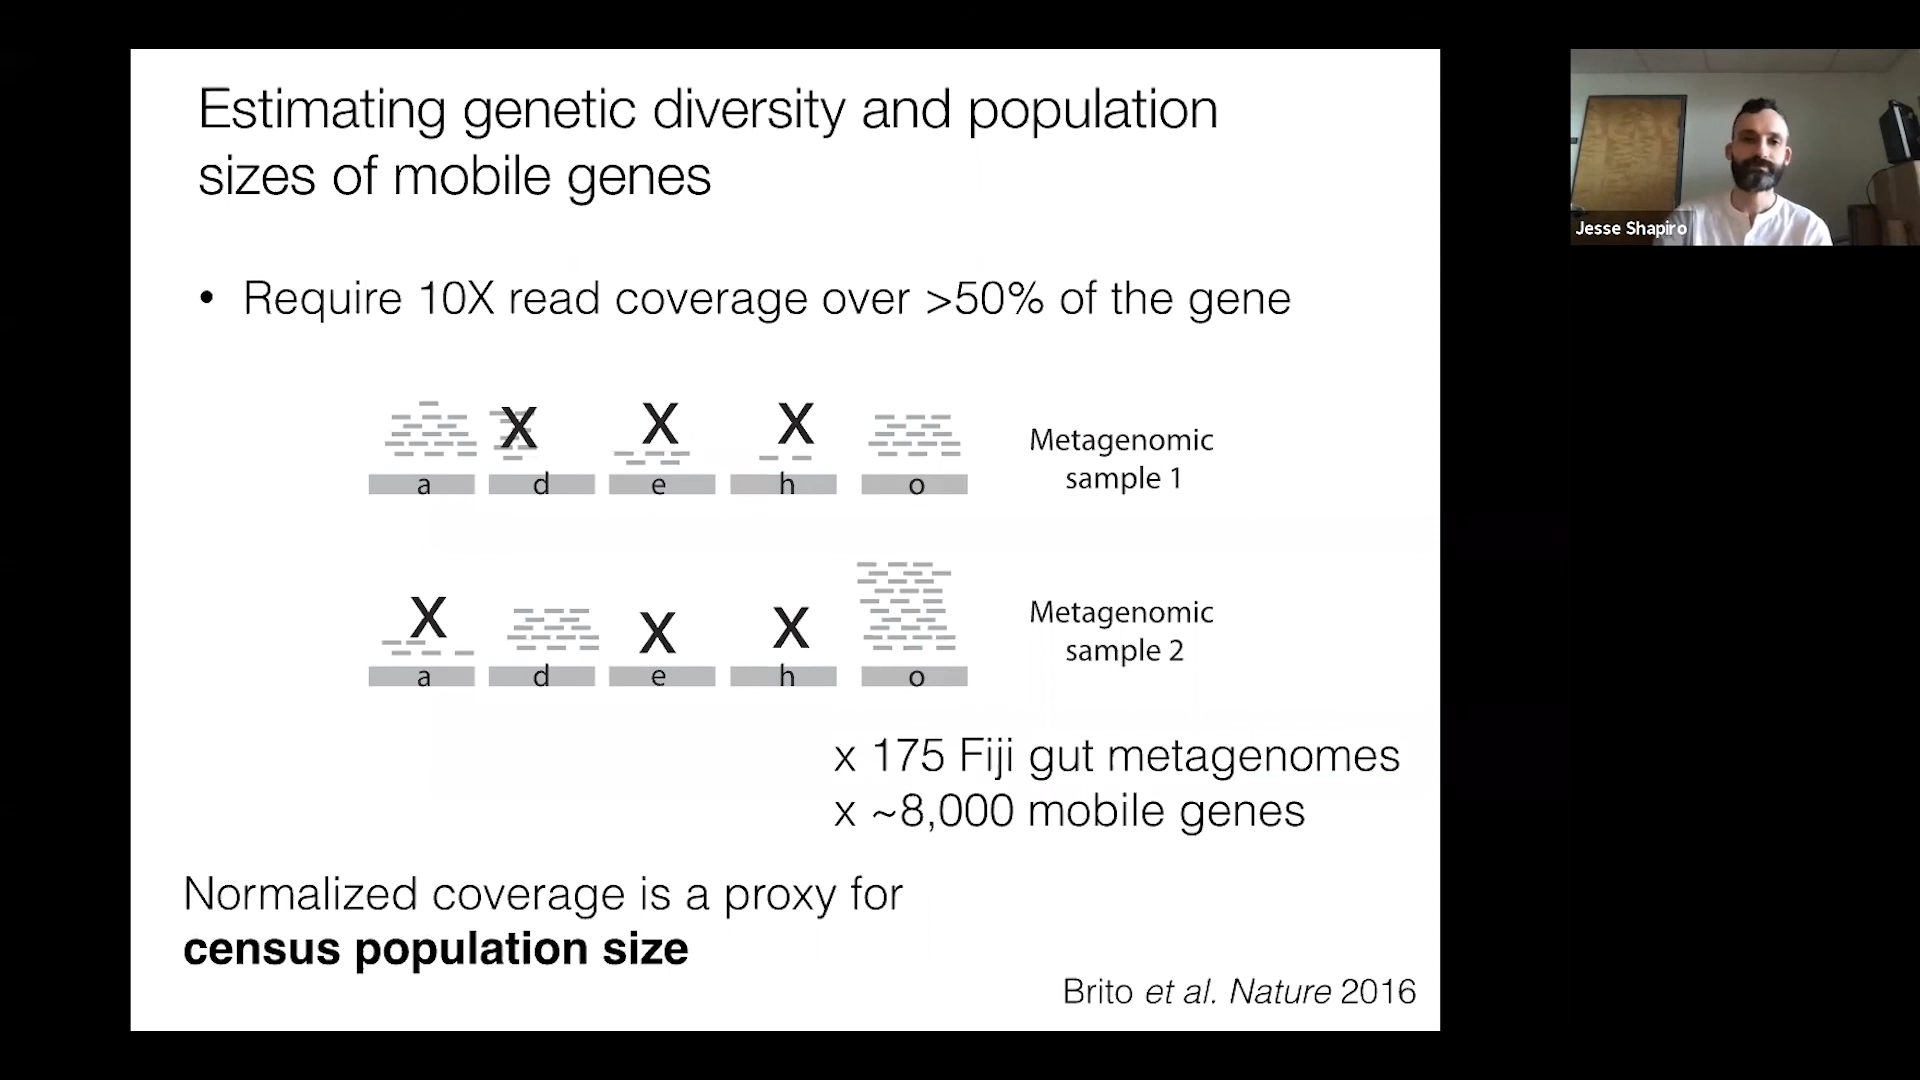 Estimating genetic diversity and population
sizes of mobile genes
• Require 10X read coverage over >50% of the gene
X X X
a d e h o
Metagenomic
sample 1
X X X
a d e h o
Metagenomic
sample 2
x 175 Fiji gut metagenomes
x ~8,000 mobile genes
Normalized coverage is a proxy for
census population size
Brito et al. Nature 2016
Jesse Shapiro